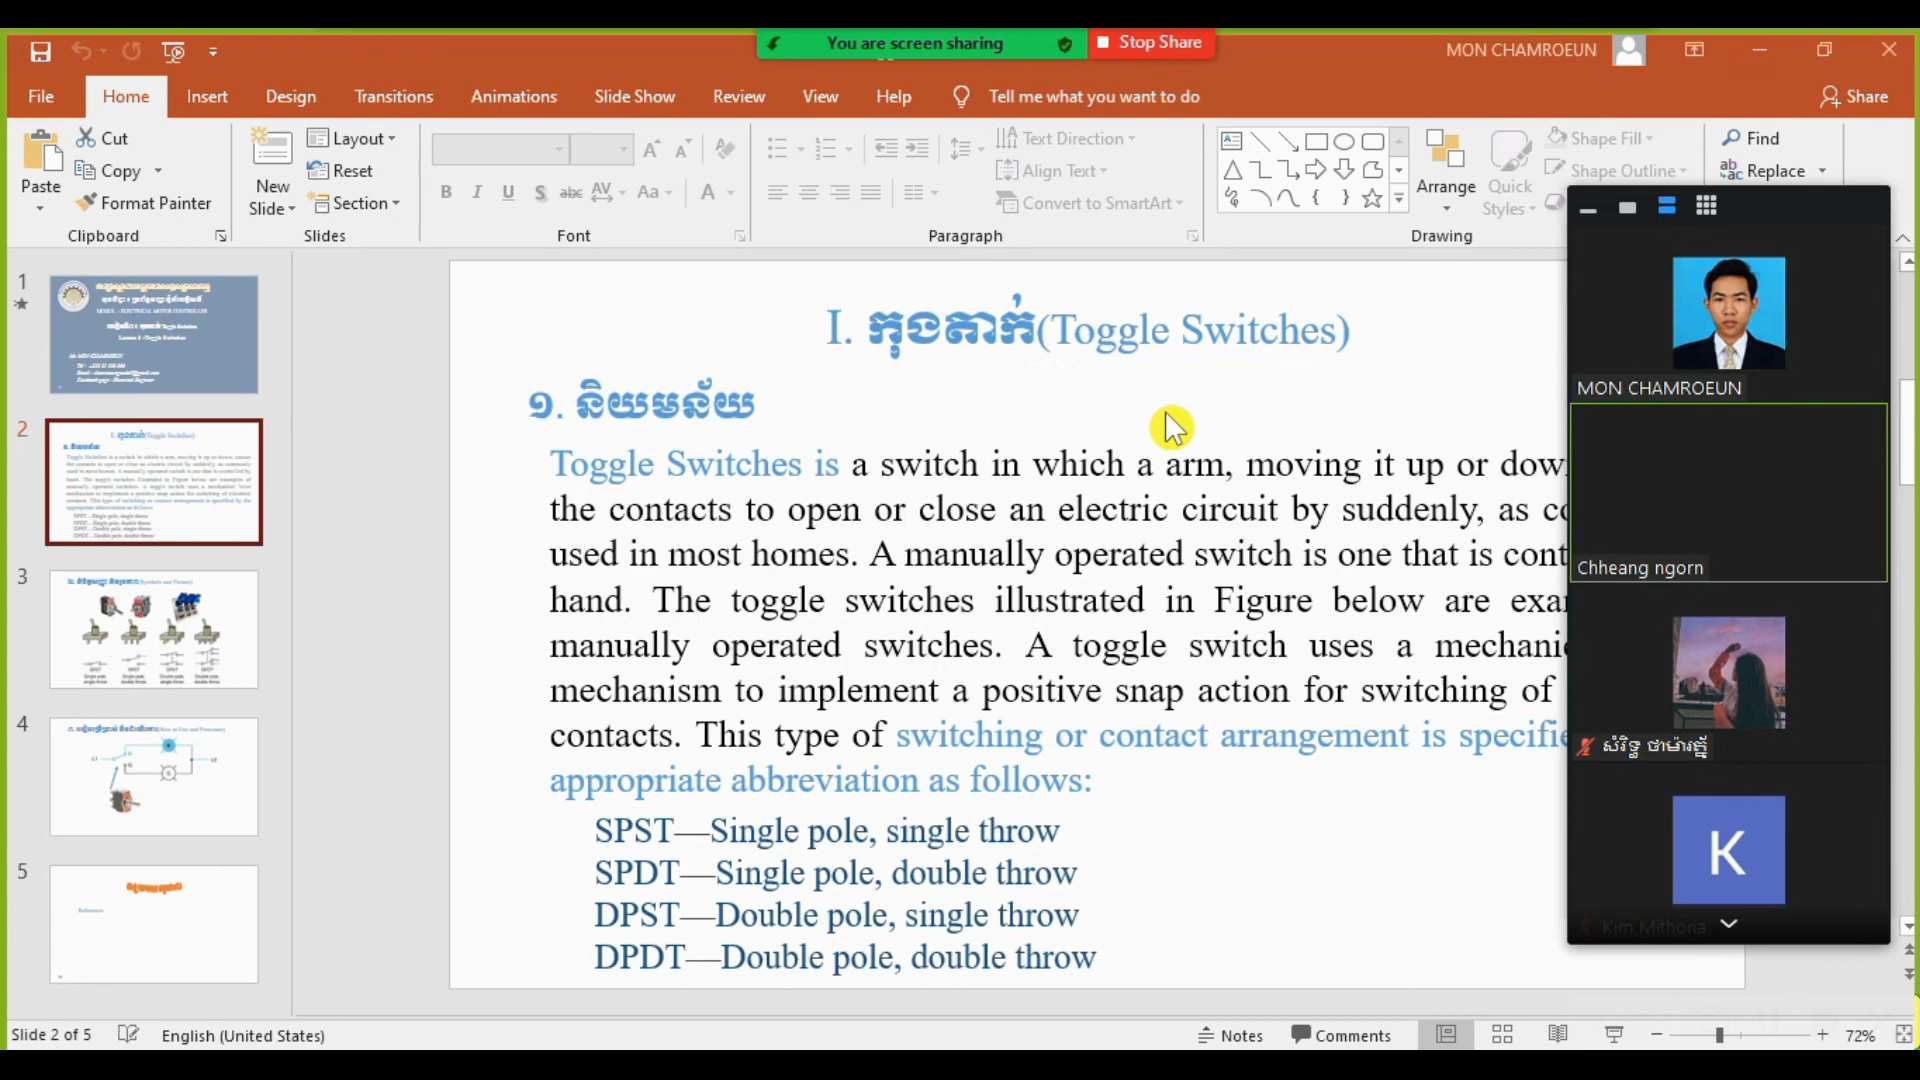 You are screen sharing
Stop Share
MON CHAMROEUN
File
Home
Insert
Design
Transitions
Animations
Slide Show
Review
View
Help
Tell me what you want to do
Share
Paste
Cut
Copy
Format Painter
Clipboard
New
Slide
Layout
Reset
Section
Slides
Font
Text Direction
Align Text
Convert to SmartArt
Paragraph
Arrange
Quick
Styles
Shape Fill
Shape Outline
Drawing
Find
Replace
1
2
3
4
5
I. កុងតាក់(Toggle Switches)
១. និយមន័យ
Toggle Switches is a switch in which a arm, moving it up or dow
the contacts to open or close an electric circuit by suddenly, as co
used in most homes. A manually operated switch is one that is cont
hand. The toggle switches illustrated in Figure below are exa
manually operated switches. A toggle switch uses a mechani
mechanism to implement a positive snap action for switching of
contacts. This type of switching or contact arrangement is specifie
appropriate abbreviation as follows:
SPST—Single pole, single throw
SPDT—Single pole, double throw
DPST—Double pole, single throw
DPDT—Double pole, double throw
MON CHAMROEUN
Chheang ngorn
K
Kim Mithona
Slide 2 of 5
English (United States)
Notes
Comments
72%